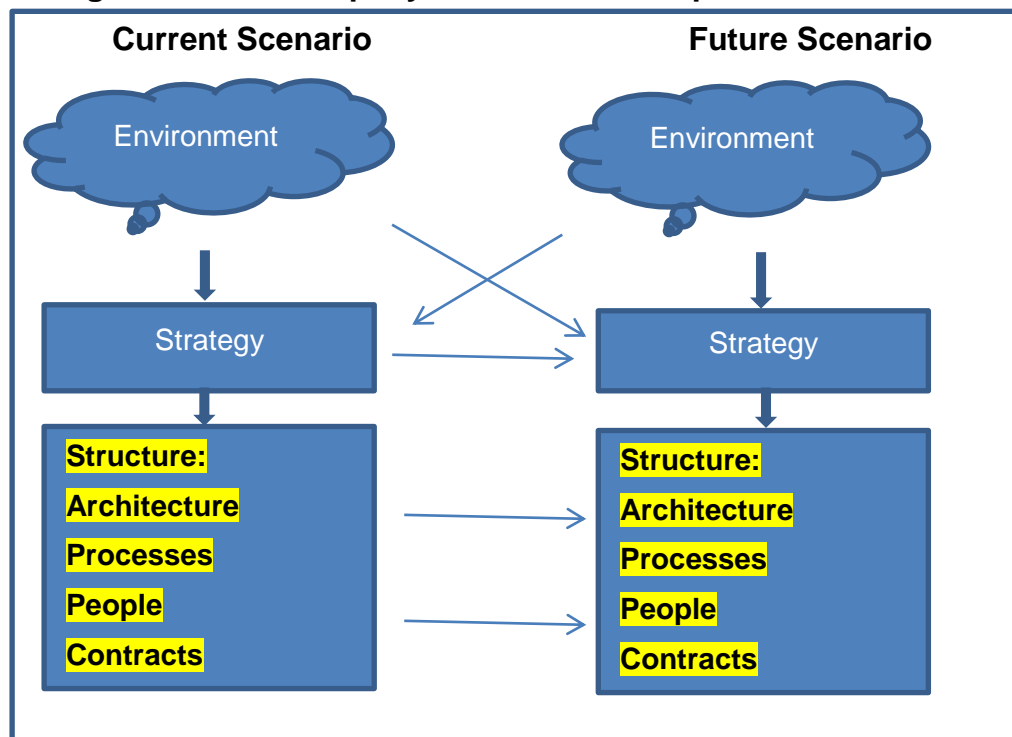 Current Scenario
Future Scenario
Environment
Environment
Strategy
Strategy
Structure:
Architecture
Processes
People
Contracts
Structure:
Architecture
Processes
People
Contracts